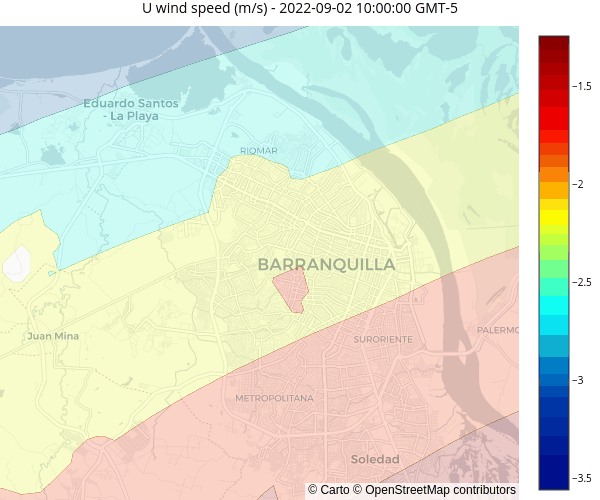 U wind speed (m/s) - 2022-09-02 10:00:00 GMT-5
Eduardo Santos
- La Playa
RIOMAR
BARRANQUILLA
Juan Mina
SURORIENTE
PALERMO
METROPOLITANA
Soledad
© Carto © OpenStreetMap contributors
−1.5
−2
−2.5
−3
−3.5